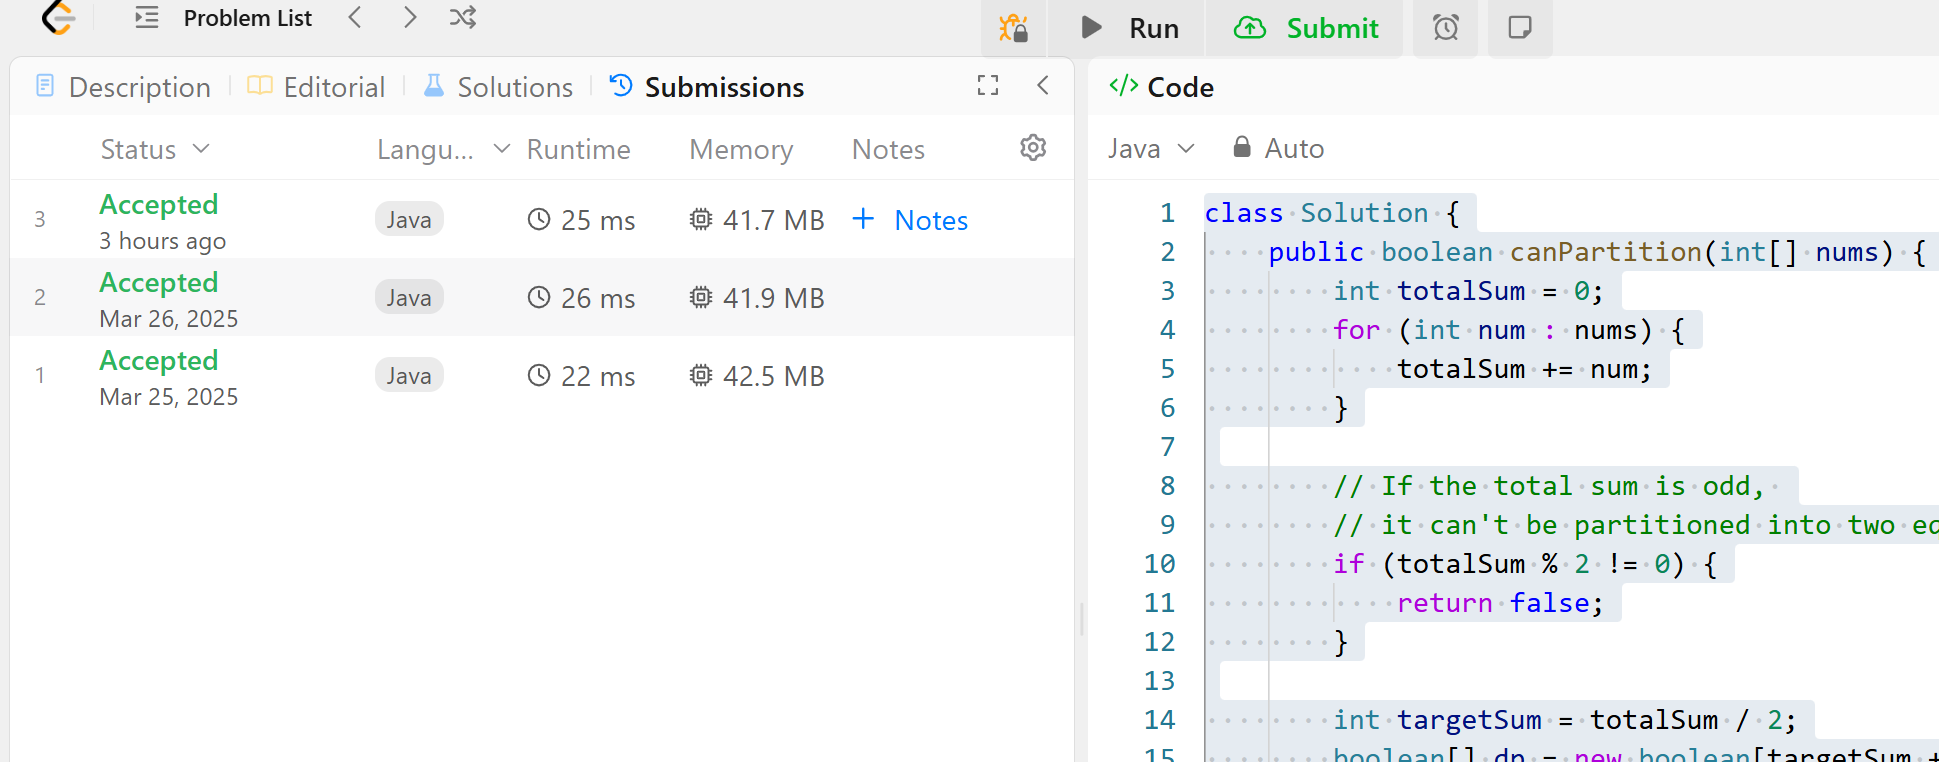 Problem List
Run
Submit
Description
Editorial
Solutions
Submissions
Status
Langu...
Runtime
Memory
Notes
3
Accepted
3 hours ago
Java
25 ms
41.7 MB
+ Notes
2
Accepted
Mar 26, 2025
Java
26 ms
41.9 MB
1
Accepted
Mar 25, 2025
Java
22 ms
42.5 MB
</> Code
Java
Auto
1 class Solution {
2 public boolean canPartition(int[] nums) {
3 int totalSum = 0;
4 for (int num : nums) {
5 totalSum += num;
6 }
7
8 // If the total sum is odd,
9 // it can't be partitioned into two
10 if (totalSum % 2 != 0) {
11 return false;
12 }
13
14 int targetSum = totalSum / 2;
15 boolean[] dp = new boolean[targetSum +